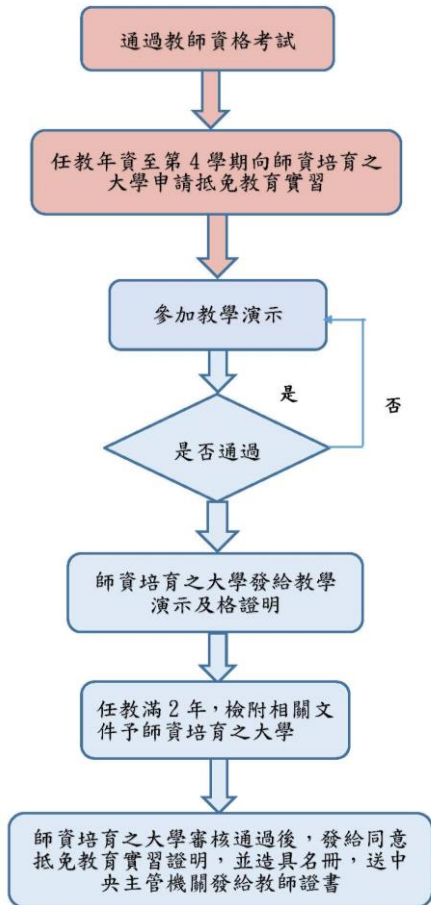 通過教師資格考試
任教年資至第 4 學期向師資培育之
大學申請抵免教育實習
參加教學演示
是
否
是否通過
師資培育之大學發給教學
演示及格證明
任教滿 2 年，檢附相關文
件予師資培育之大學
師資培育之大學審核通過後，發給同意
抵免教育實習證明，並造具名冊，送中
央主管機關發給教師證書